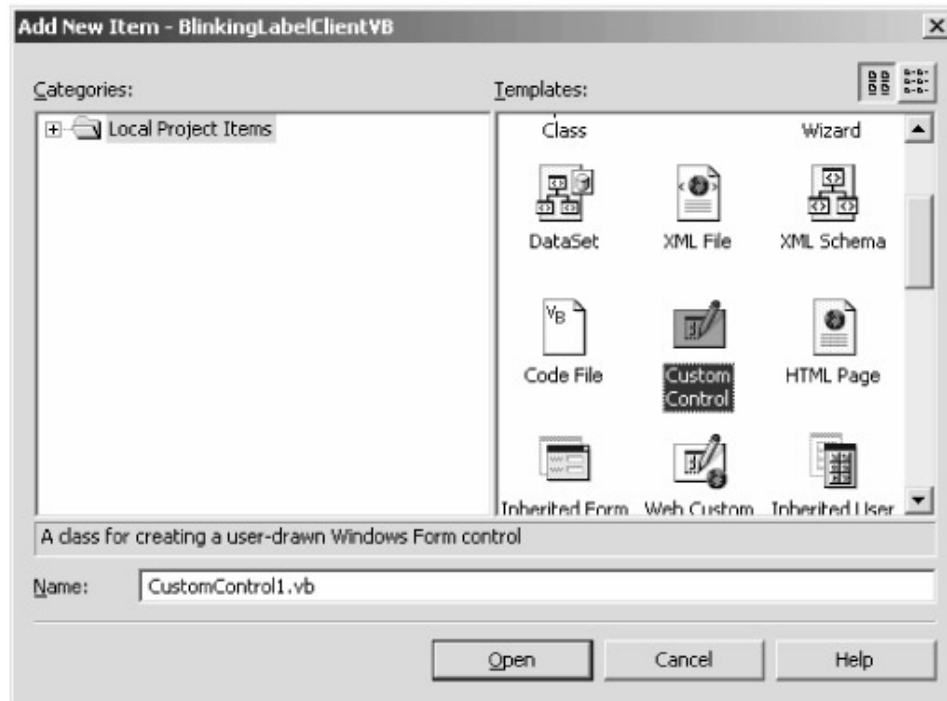 Add New Item - BlinkingLabelClientVB
Categories:
Templates:
Local Project Items
Class
Wizard
DataSet
XML File
XML Schema
VB
Code File
Custom
Control
HTML Page
Inherited Form
Web Custom
Inherited User
A class for creating a user-drawn Windows Form control
Name:
CustomControl1.vb
Open
Cancel
Help